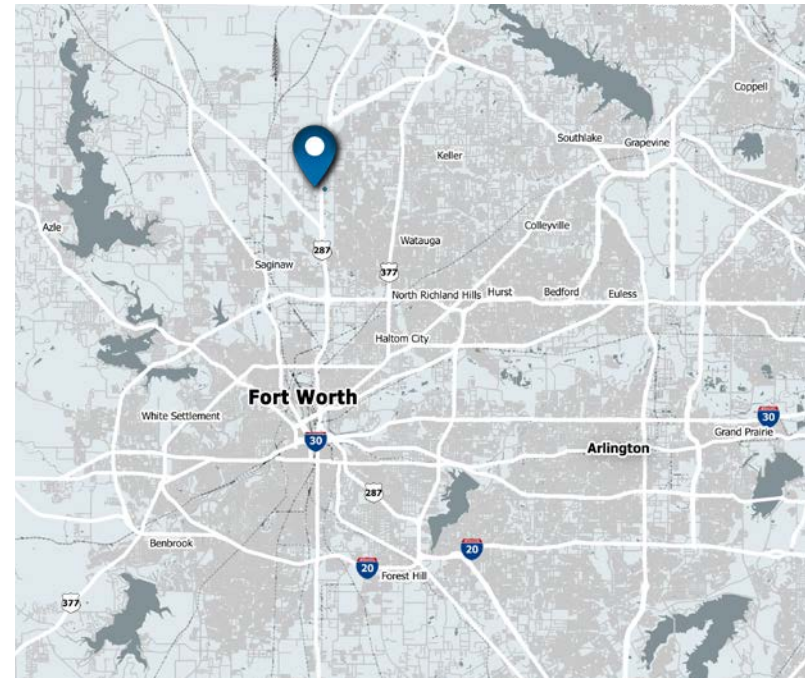 Coppell
Southlake
Grapevine
Keller
Azle
Colleyville
Watauga
287
Saginaw
377
North Richland Hills
Hurst
Bedford
Euless
Haltom City
Fort Worth
White Settlement
30
30
Grand Prairie
Arlington
287
Benbrook
20
20
Forest Hill
377